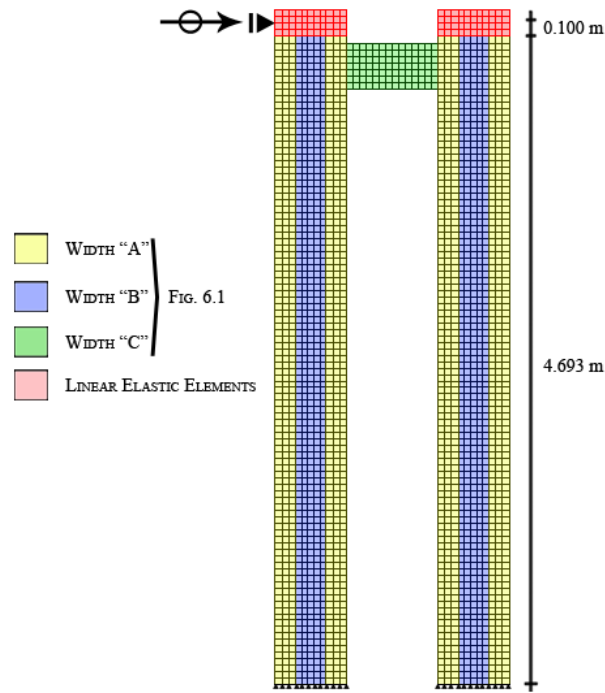 0.100 m
WIDTH “A”
WIDTH “B”
FIG. 6.1
WIDTH “C”
4.693 m
LINEAR ELASTIC ELEMENTS